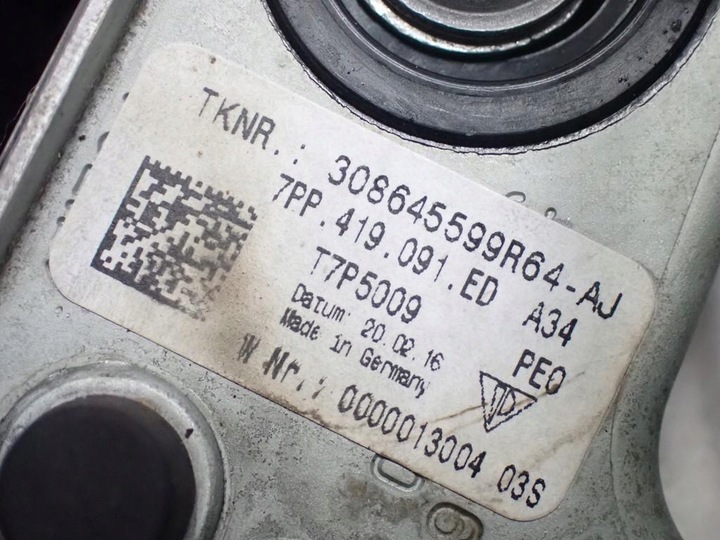 TKNR.: 308645599R64-AJ
7PP.419.091.ED A34
T7P5009 PEO
Datum: 20.02.16
Made in Germany
W Nr.: 0000013004 03S